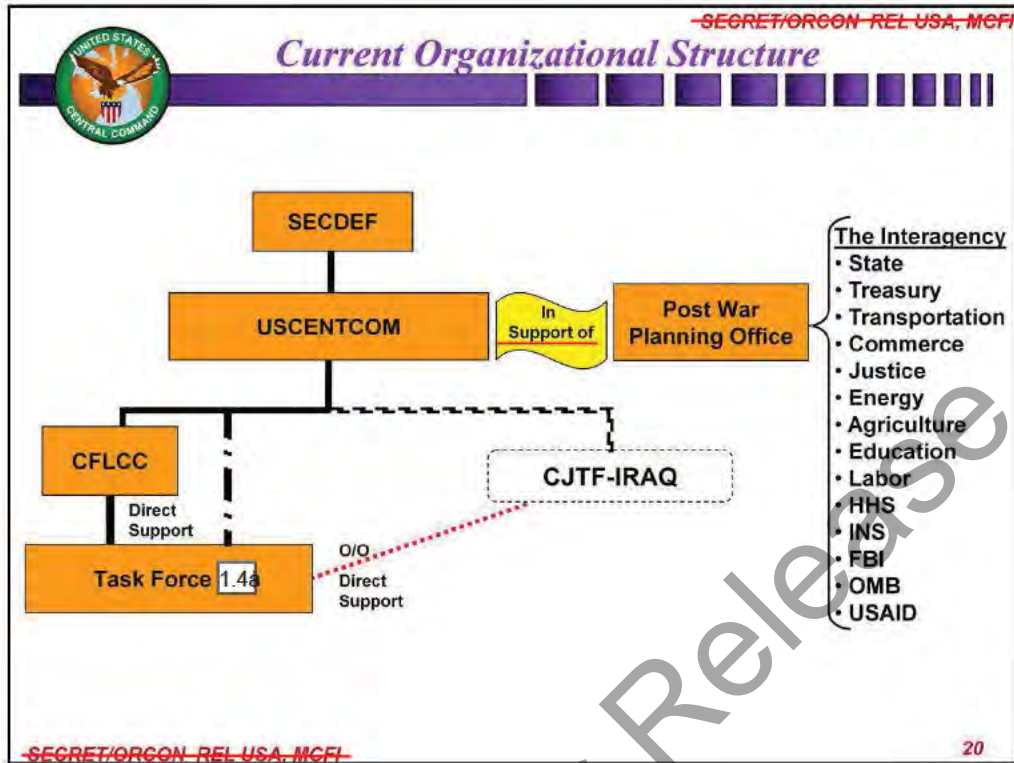 SECRET/ORCON REL USA, MCFI
Current Organizational Structure
UNITED STATES
CENTRAL COMMAND
SECDEF
USCENTCOM
In
Support of
Post War
Planning Office
The Interagency
• State
• Treasury
• Transportation
• Commerce
• Justice
• Energy
• Agriculture
• Education
• Labor
• HHS
• INS
• FBI
• OMB
• USAID
CFLCC
CJTF-IRAQ
Direct
Support
Task Force 1.4a
O/O
Direct
Support
Release
SECRET/ORCON REL USA, MCFI
20